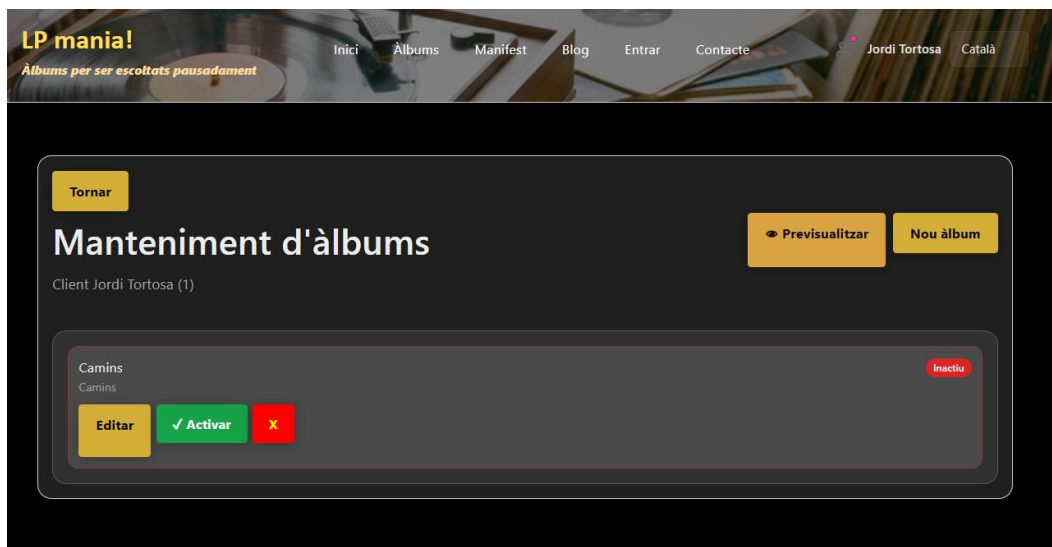 LP mania!
Àlbums per ser escoltats pausadament
Inici Àlbums Manifest Blog Entrar Contacte Jordi Tortosa Català
Tornar
Manteniment d'àlbums
Previsualitzar Nou àlbum
Client Jordi Tortosa (1)
Camins Inactiu
Camins
Editar ✓ Activar X